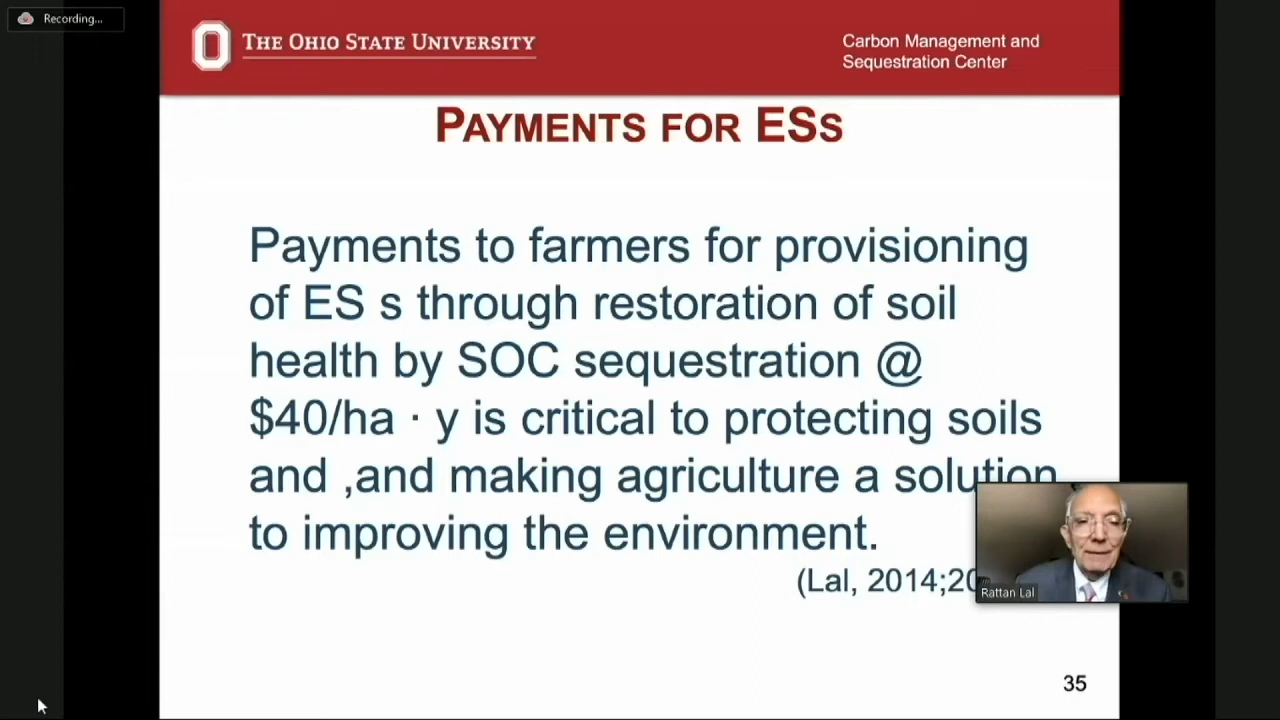 Recording...
THE OHIO STATE UNIVERSITY
Carbon Management and
Sequestration Center
PAYMENTS FOR ESS
Payments to farmers for provisioning
of ES s through restoration of soil
health by SOC sequestration @
$40/ha · y is critical to protecting soils
and ,and making agriculture a solution
to improving the environment.
(Lal, 2014;20
Rattan Lal
35